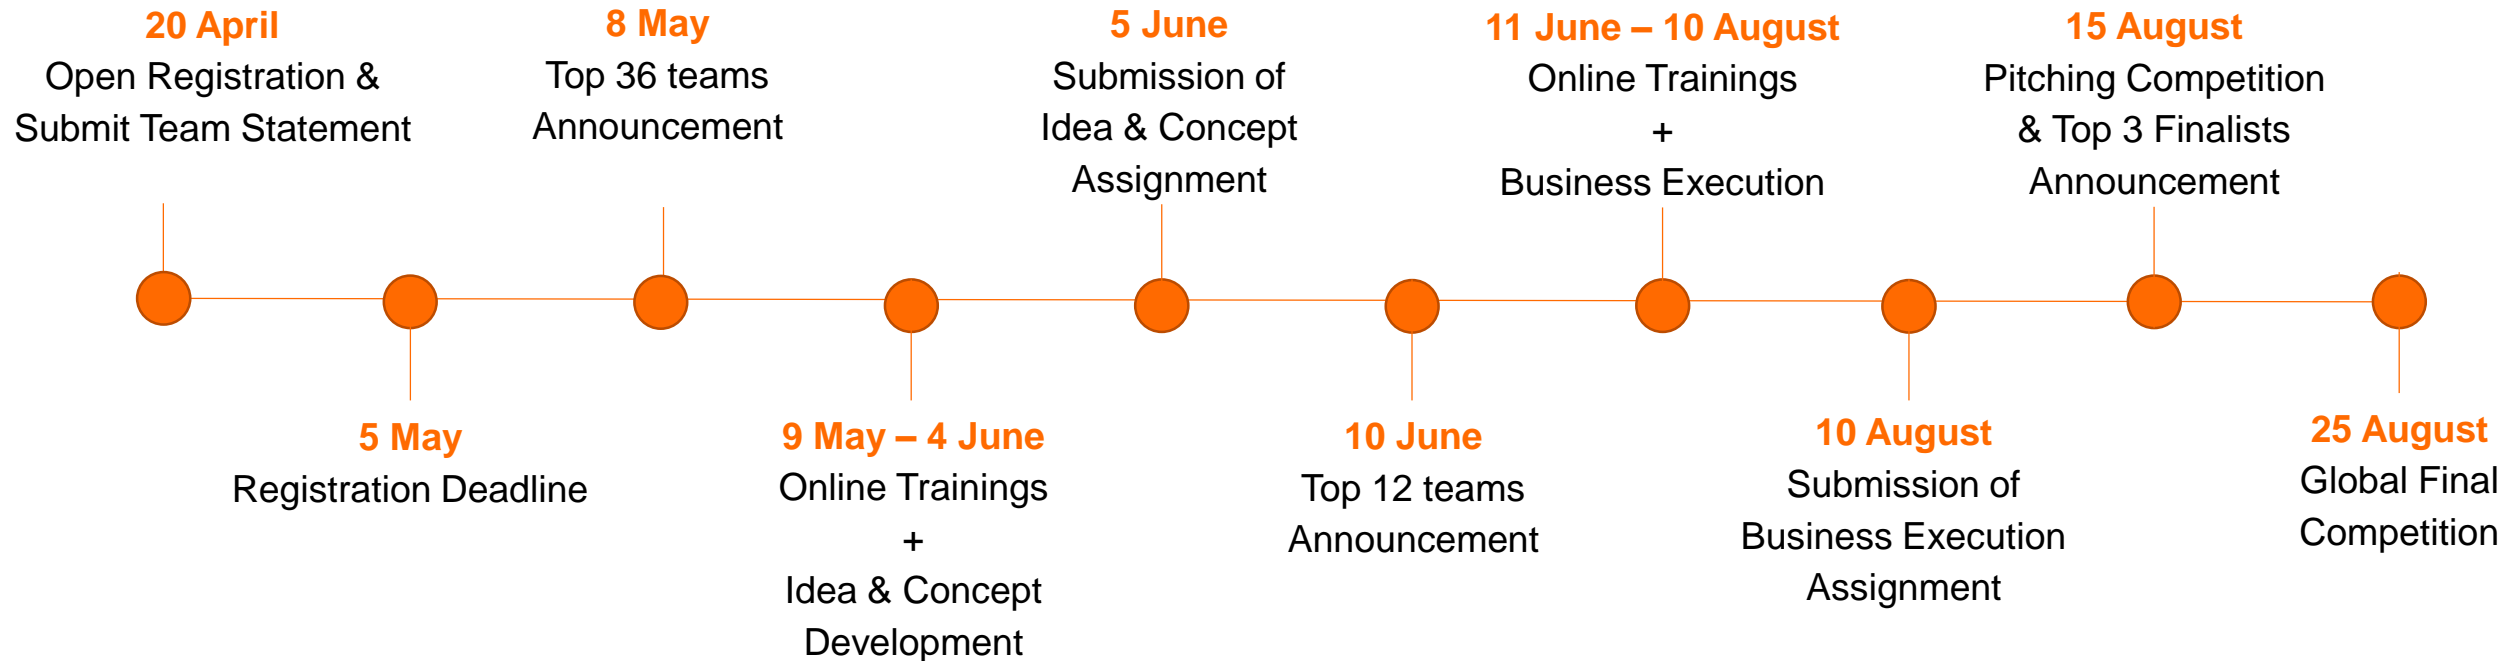 20 April
Open Registration &
Submit Team Statement
5 May
Registration Deadline
8 May
Top 36 teams
Announcement
9 May – 4 June
Online Trainings
+
Idea & Concept
Development
5 June
Submission of
Idea & Concept
Assignment
10 June
Top 12 teams
Announcement
11 June – 10 August
Online Trainings
+
Business Execution
10 August
Submission of
Business Execution
Assignment
15 August
Pitching Competition
& Top 3 Finalists
Announcement
25 August
Global Final
Competition